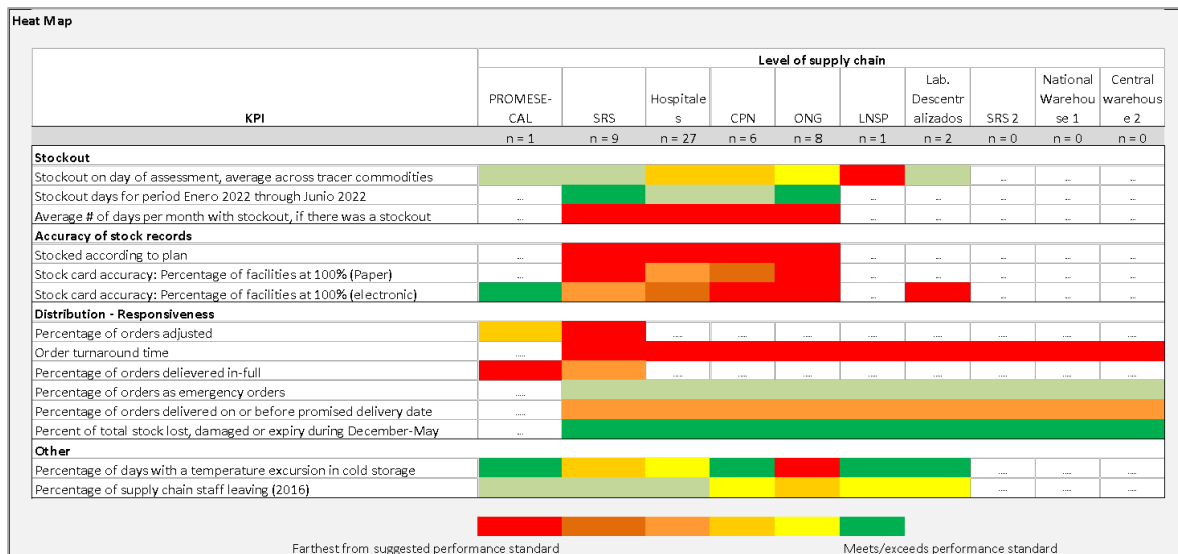 Heat Map
Level of supply chain
KPI PROMESE-CAL SRS Hospitales CPN ONG LNSP Lab. Descentralizados SRS 2 National Warehouse 1 Central warehouse 2
n = 1 n = 9 n = 27 n = 6 n = 8 n = 1 n = 2 n = 0 n = 0 n = 0
Stockout
Stockout on day of assessment, average across tracer commodities ... ... ...
Stockout days for period Enero 2022 through Junio 2022 ... ... ... ... ... ...
Average # of days per month with stockout, if there was a stockout ... ... ... ... ... ...
Accuracy of stock records
Stocked according to plan ... ... ... ... ... ...
Stock card accuracy: Percentage of facilities at 100% (Paper) ... ... ... ... ... ...
Stock card accuracy: Percentage of facilities at 100% (electronic) ... ... ... ...
Distribution - Responsiveness
Percentage of orders adjusted .... .... .... .... .... .... .... ....
Order turnaround time ....
Percentage of orders delievered in-full .... .... .... .... .... .... .... ....
Percentage of orders as emergency orders ....
Percentage of orders delivered on or before promised delivery date ....
Percent of total stock lost, damaged or expiry during December-May ...
Other
Percentage of days with a temperature excursion in cold storage .... .... ....
Percentage of supply chain staff leaving (2016) .... .... ....
Farthest from suggested performance standard Meets/exceeds performance standard